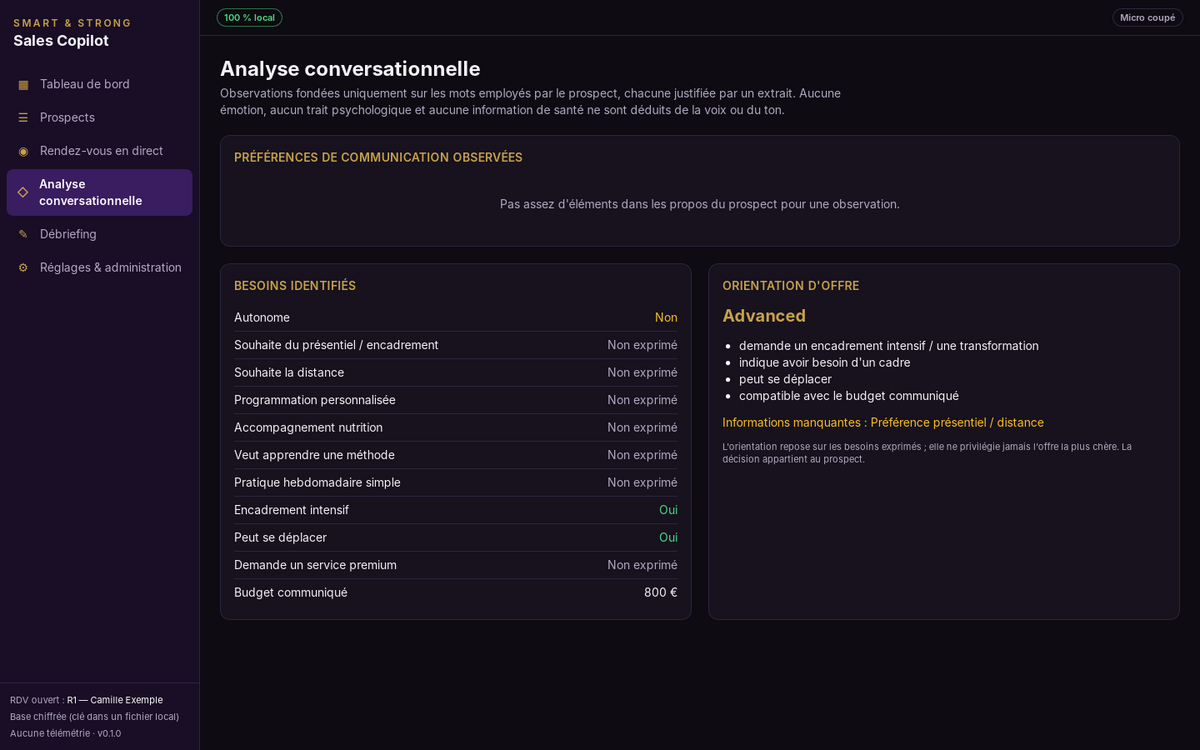 SMART & STRONG
Sales Copilot
Tableau de bord
Prospects
Rendez-vous en direct
Analyse
conversationnelle
Débriefing
Réglages & administration
RDV ouvert : R1 — Camille Exemple
Base chiffrée (clé dans un fichier local)
Aucune télémétrie · v0.1.0
100 % local
Micro coupé
Analyse conversationnelle
Observations fondées uniquement sur les mots employés par le prospect, chacune justifiée par un extrait. Aucune
émotion, aucun trait psychologique et aucune information de santé ne sont déduits de la voix ou du ton.
PRÉFÉRENCES DE COMMUNICATION OBSERVÉES
Pas assez d'éléments dans les propos du prospect pour une observation.
BESOINS IDENTIFIÉS
Autonome Non
Souhaite du présentiel / encadrement Non exprimé
Souhaite la distance Non exprimé
Programmation personnalisée Non exprimé
Accompagnement nutrition Non exprimé
Veut apprendre une méthode Non exprimé
Pratique hebdomadaire simple Non exprimé
Encadrement intensif Oui
Peut se déplacer Oui
Demande un service premium Non exprimé
Budget communiqué 800 €
ORIENTATION D'OFFRE
Advanced
• demande un encadrement intensif / une transformation
• indique avoir besoin d'un cadre
• peut se déplacer
• compatible avec le budget communiqué
Informations manquantes : Préférence présentiel / distance
L'orientation repose sur les besoins exprimés ; elle ne privilégie jamais l'offre la plus chère. La
décision appartient au prospect.